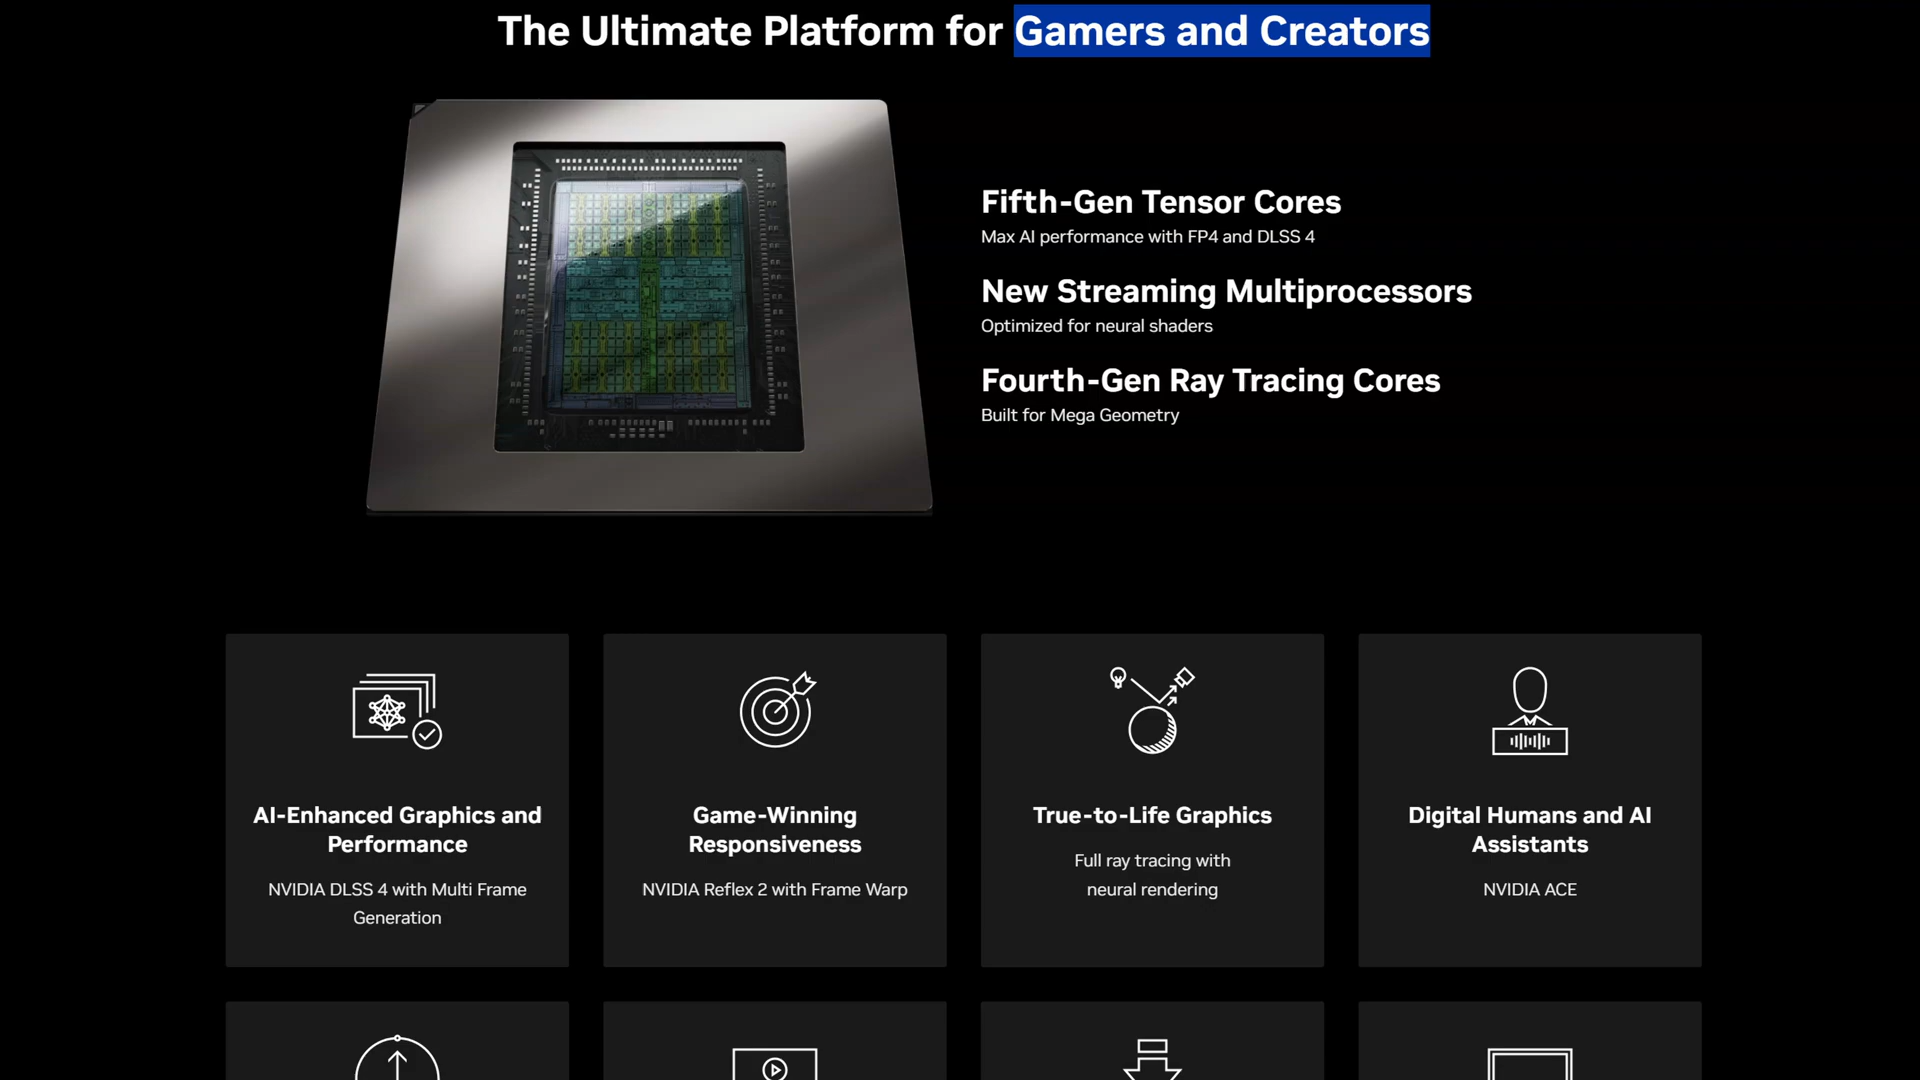 The Ultimate Platform for Gamers and Creators
Fifth-Gen Tensor Cores
Max AI performance with FP4 and DLSS 4
New Streaming Multiprocessors
Optimized for neural shaders
Fourth-Gen Ray Tracing Cores
Built for Mega Geometry
AI-Enhanced Graphics and
Performance
NVIDIA DLSS 4 with Multi Frame
Generation
Game-Winning
Responsiveness
NVIDIA Reflex 2 with Frame Warp
True-to-Life Graphics
Full ray tracing with
neural rendering
Digital Humans and AI
Assistants
NVIDIA ACE